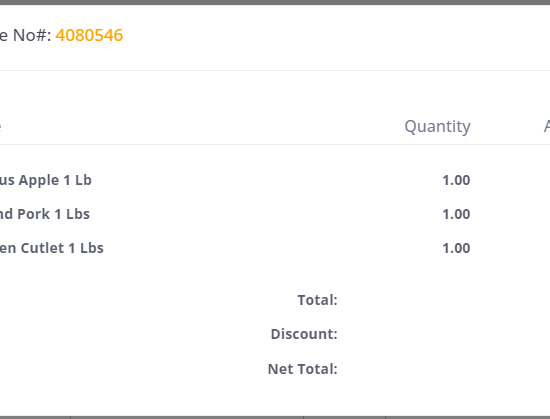 e No#: 4080546
Quantity A
us Apple 1 Lb 1.00
nd Pork 1 Lbs 1.00
en Cutlet 1 Lbs 1.00
Total:
Discount:
Net Total: